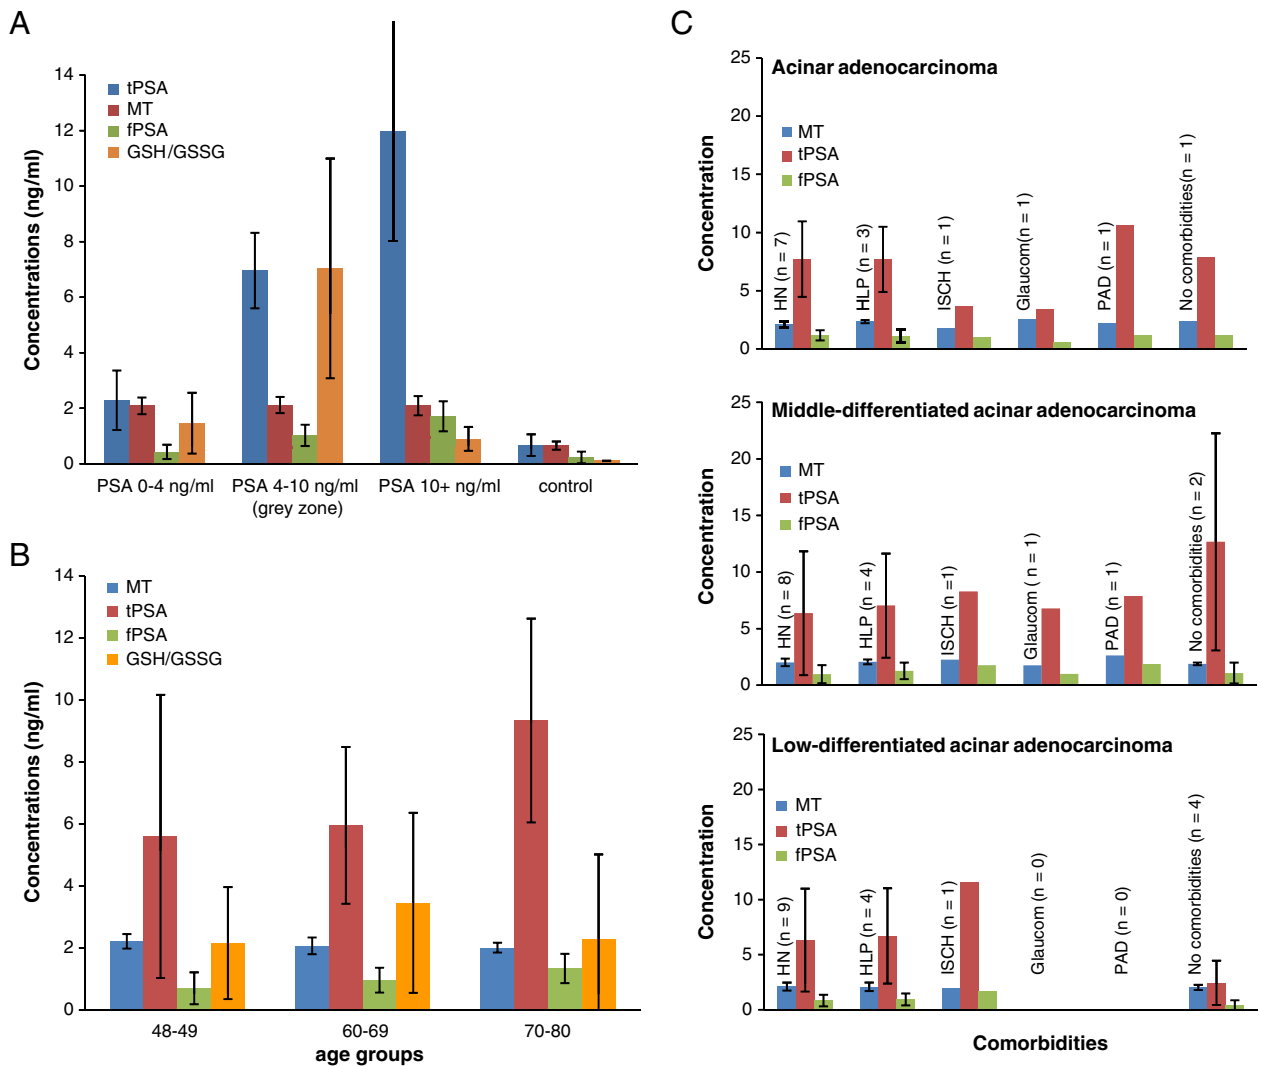 A
Concentrations (ng/ml)
14
12
10
8
6
4
2
0
tPSA
MT
fPSA
GSH/GSSG
PSA 0-4 ng/ml
PSA 4-10 ng/ml
(grey zone)
PSA 10+ ng/ml
control
B
Concentrations (ng/ml)
14
12
10
8
6
4
2
0
MT
tPSA
fPSA
GSH/GSSG
48-49
60-69
70-80
age groups
C
Acinar adenocarcinoma
Concentration
25
20
15
10
5
0
MT
tPSA
fPSA
HN (n = 7)
HLP (n = 3)
ISCH (n = 1)
Glaucom(n = 1)
PAD (n = 1)
No comorbidities(n = 1)
Middle-differentiated acinar adenocarcinoma
Concentration
25
20
15
10
5
0
MT
tPSA
fPSA
HN (n = 8)
HLP (n = 4)
ISCH (n =1)
Glaucom ( n = 1)
PAD (n = 1)
No comorbidities (n = 2)
Low-differentiated acinar adenocarcinoma
Concentration
25
20
15
10
5
0
MT
tPSA
fPSA
HN (n = 9)
HLP (n = 4)
ISCH (n = 1)
Glaucom (n = 0)
PAD (n = 0)
No comorbidities (n = 4)
Comorbidities